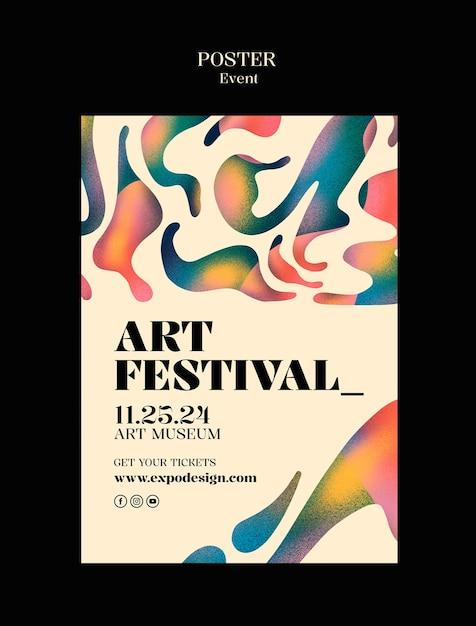 POSTER
Event
ART
FESTIVAL_
11.25.24
ART MUSEUM
GET YOUR TICKETS
www.expodesign.com